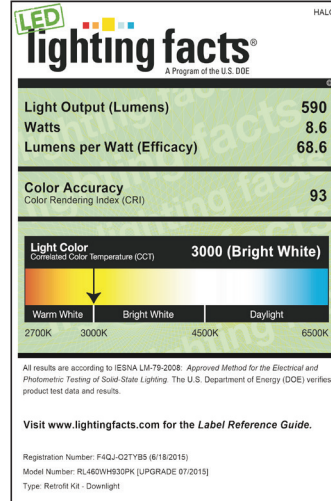 HALO
LED
lighting facts®
A Program of the U.S. DOE
Light Output (Lumens) 590
Watts 8.6
Lumens per Watt (Efficacy) 68.6
Color Accuracy
Color Rendering Index (CRI) 93
Light Color
Correlated Color Temperature (CCT) 3000 (Bright White)
Warm White Bright White Daylight
2700K 3000K 4500K 6500K
All results are according to IESNA LM-79-2008: Approved Method for the Electrical and
Photometric Testing of Solid-State Lighting. The U.S. Department of Energy (DOE) verifies
product test data and results.
Visit www.lightingfacts.com for the Label Reference Guide.
Registration Number: F4QJ-O2TYB5 (6/18/2015)
Model Number: RL460WH930PK [UPGRADE 07/2015]
Type: Retrofit Kit - Downlight